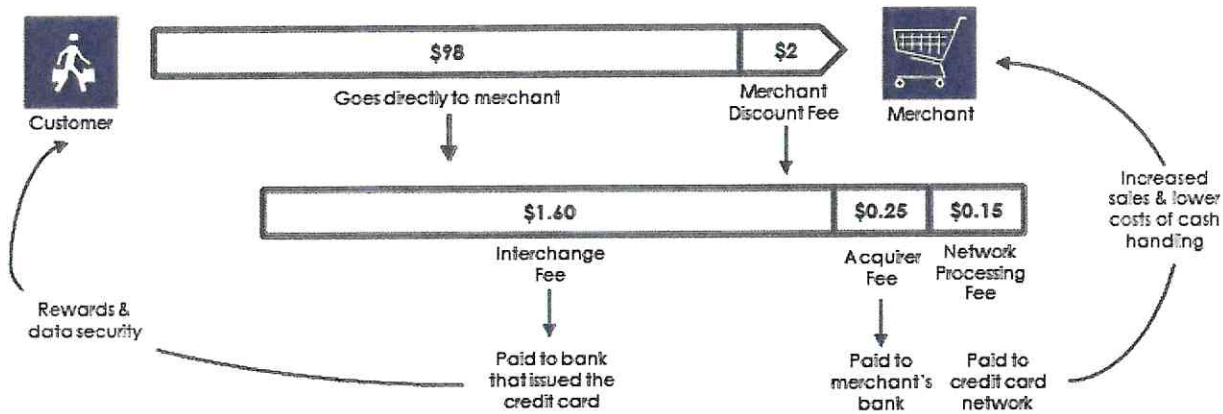 $98
$2
Customer
Goes directly to merchant
Merchant
Discount Fee
Merchant
$1.60
$0.25
$0.15
Increased
sales & lower
costs of cash
handling
Interchange
Fee
Acquirer
Fee
Network
Processing
Fee
Rewards &
data security
Paid to bank
that issued the
credit card
Paid to
merchant's
bank
Paid to
credit card
network